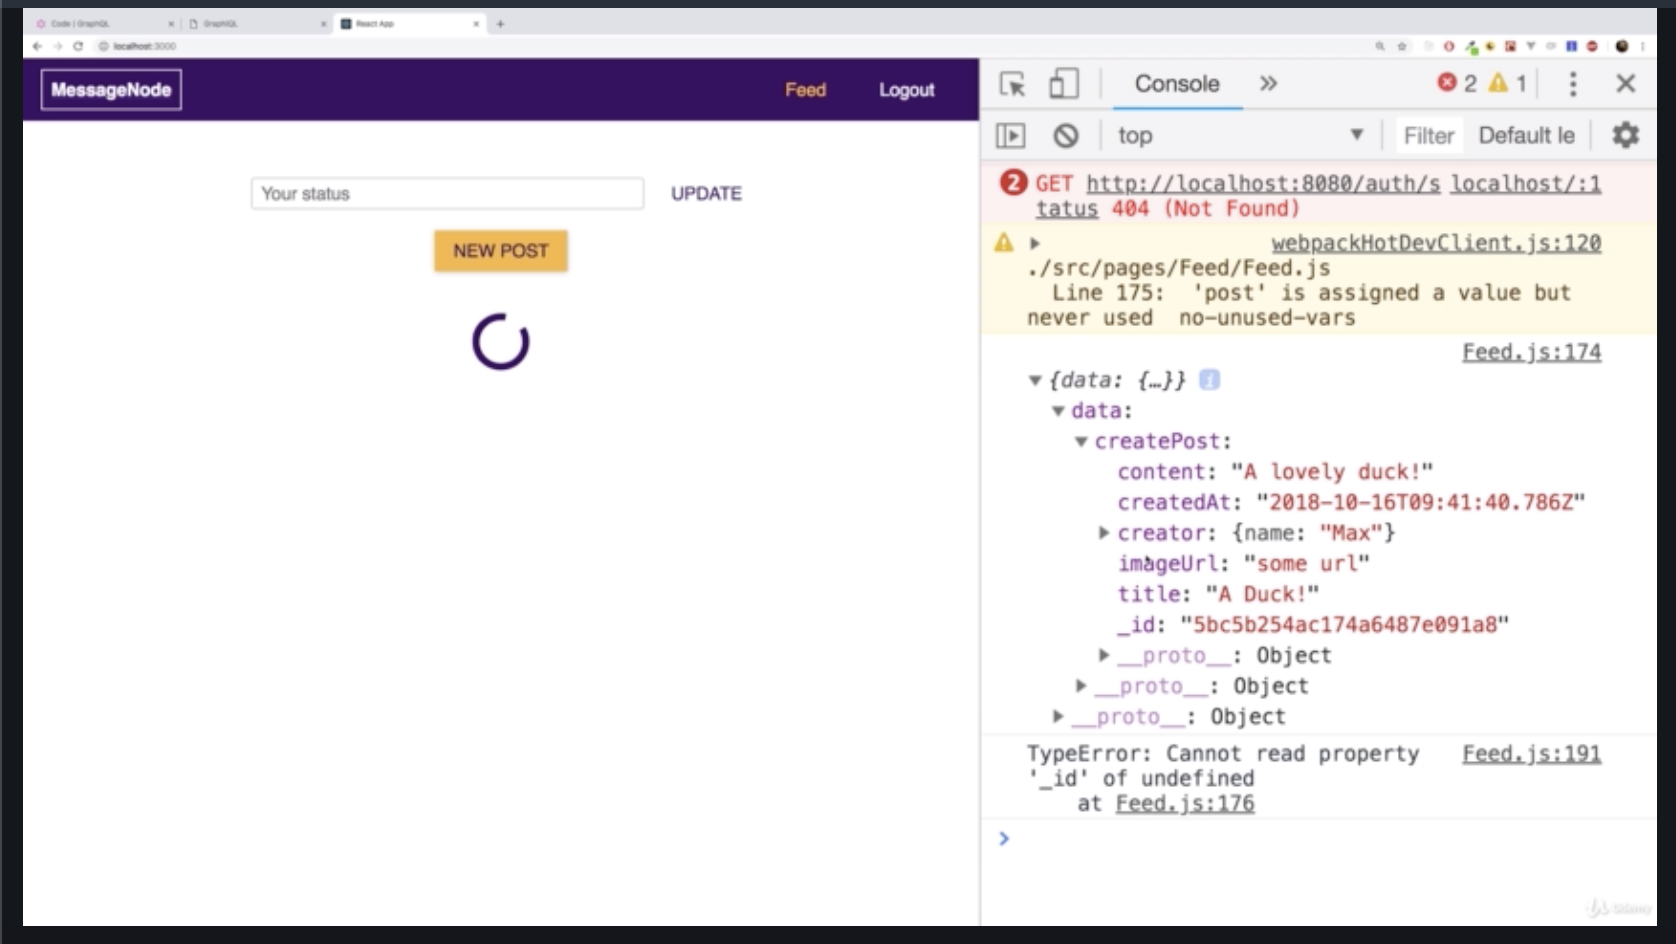 Code | GraphQL
GraphiQL
React App
localhost:3000
MessageNode
Feed
Logout
Your status
UPDATE
NEW POST
Console
2
1
top
Filter
Default le
2 GET http://localhost:8080/auth/s localhost/:1
tatus 404 (Not Found)
webpackHotDevClient.js:120
./src/pages/Feed/Feed.js
Line 175: 'post' is assigned a value but
never used no-unused-vars
Feed.js:174
{data: {…}} i
data:
createPost:
content: "A lovely duck!"
createdAt: "2018-10-16T09:41:40.786Z"
creator: {name: "Max"}
imageUrl: "some url"
title: "A Duck!"
_id: "5bc5b254ac174a6487e091a8"
__proto__: Object
__proto__: Object
__proto__: Object
TypeError: Cannot read property Feed.js:191
'_id' of undefined
at Feed.js:176
Udemy